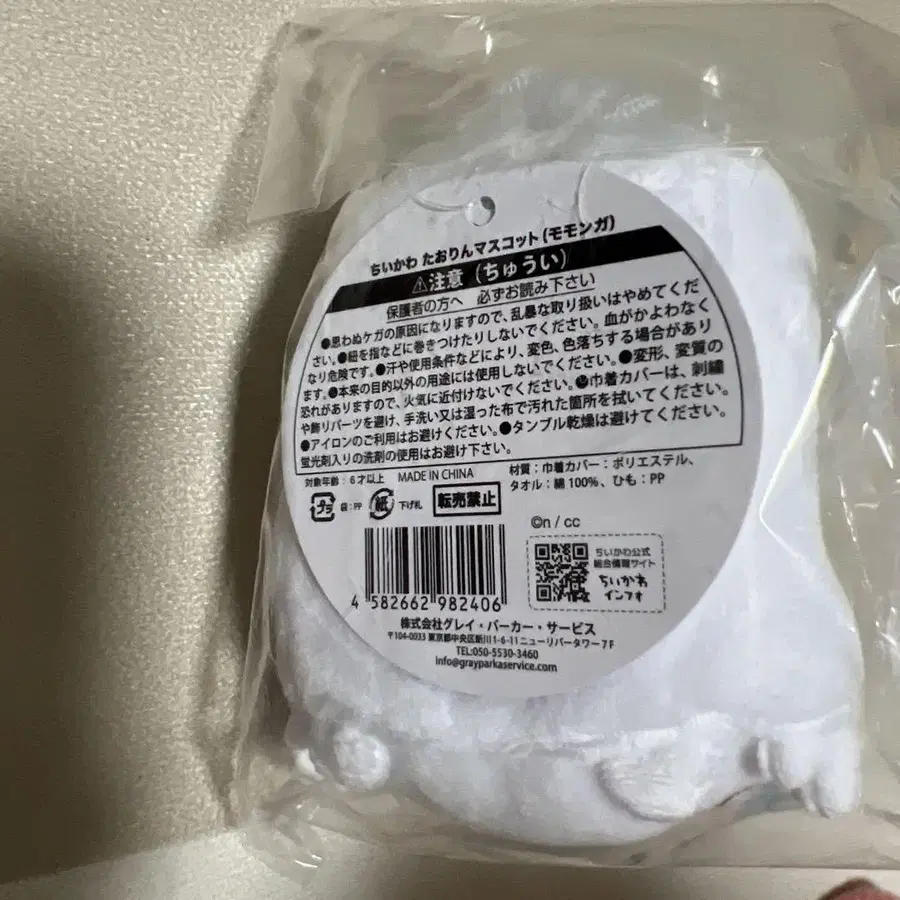 ちいかわ たおりんマスコット(モモンガ)
⚠注意(ちゅうい)
保護者の方へ 必ずお読み下さい
●思わぬケガの原因になりますので、乱暴な取り扱いはやめてくだ
さい。●紐を指などに巻きつけたりしないでください。血がかよわなく
なり危険です。●汗や使用条件などにより、変色、色落ちする場合があり
ます。●本来の目的以外の用途には使用しないでください。●変形、変質の
恐れがありますので、火気に近付けないでください。●巾着カバーは、刺繍
や飾りパーツを避け、手洗い又は湿った布で汚れた箇所を拭いてください。
●アイロンのご利用はお避けください。●タンブル乾燥は避けてください。
蛍光剤入りの洗剤の使用はお避け下さい。
対象年齢:6才以上 MADE IN CHINA
材質:巾着カバー:ポリエステル、
タオル:綿100%、ひも:PP
プラ 袋:PP 紙 下げ札 転売禁止
©n / cc
ちいかわ公式
総合情報サイト
ちいかわ
インフォ
4 582662 982406
株式会社グレイ・パーカー・サービス
〒104-0033 東京都中央区新川1-6-11ニューリバータワー7F
TEL:050-5530-3460
info@grayparkaservice.com